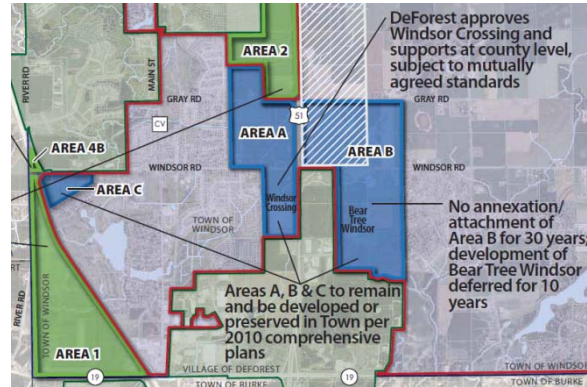 DeForest approves
Windsor Crossing and
supports at county level,
subject to mutually
agreed standards
AREA 2
MAIN ST
RIVER RD
GRAY RD
GRAY RD
CV
51
AREA A
AREA B
AREA 4B
WINDSOR RD
WINDSOR RD
AREA C
Windsor
Crossing
Bear
Tree
Windsor
TOWN OF
WINDSOR
No annexation/
attachment of
Area B for 30 years;
development of
Bear Tree Windsor
deferred for 10
years
Areas A, B & C to remain
and be developed or
preserved in Town per
2010 comprehensive
plans
RT
RIVER RD
TOWN OF WINDSOR
AREA 1
VILLAGE OF DEFOREST
TOWN OF WINDSO
19
TOWN OF BURKE
19
TOWN OF BURKE